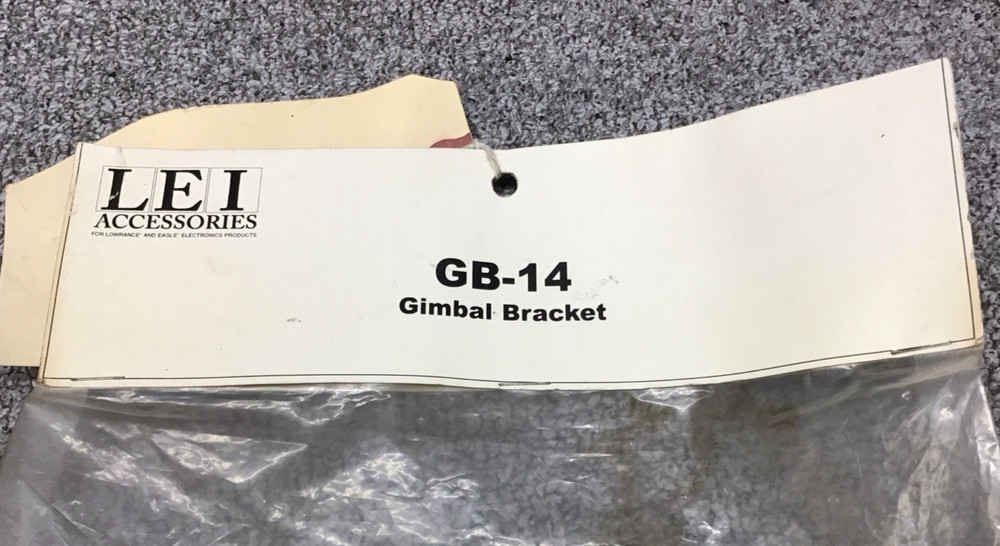 LEI
ACCESSORIES
FOR LOWRANCE® AND EAGLE® ELECTRONICS PRODUCTS
GB-14
Gimbal Bracket